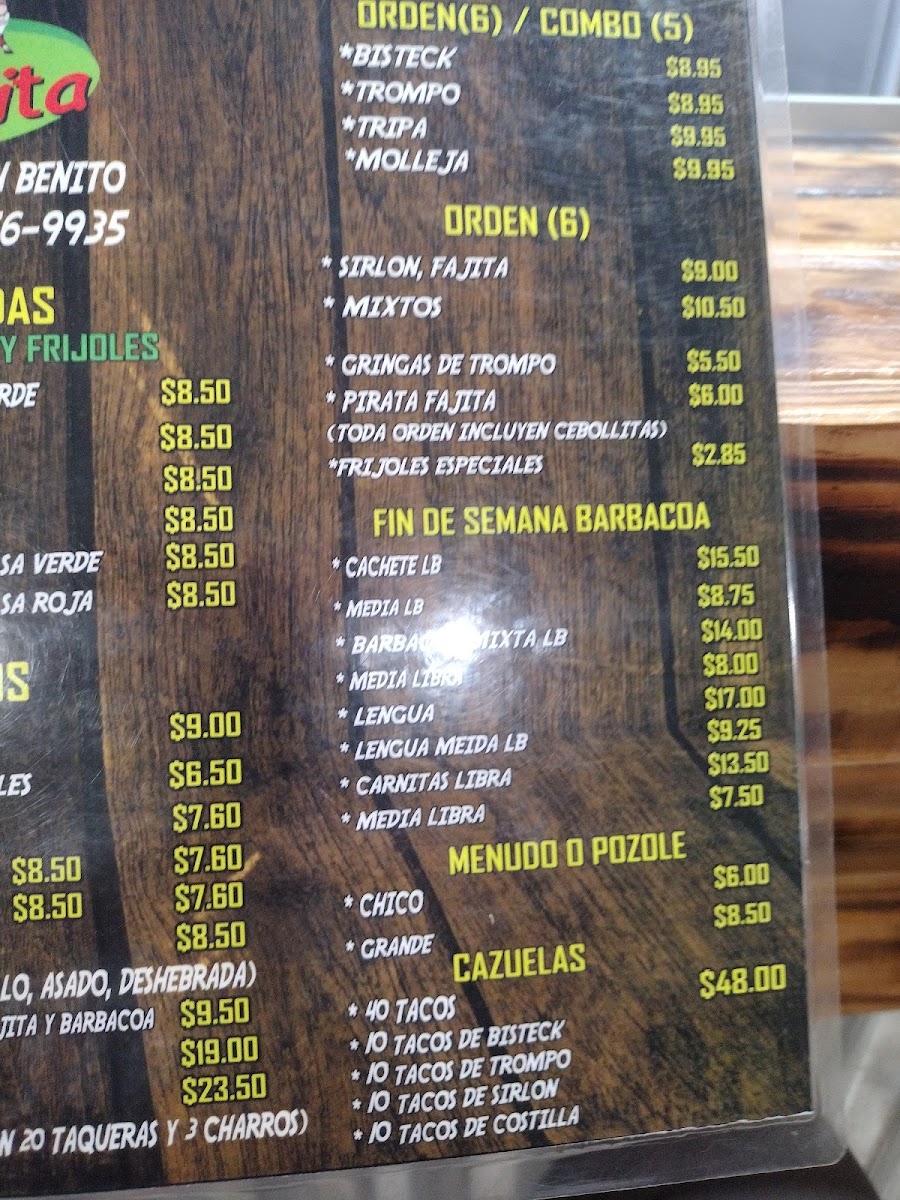 ita
BENITO
6-9935
DAS
Y FRIJOLES
RDE $8.50
$8.50
$8.50
$8.50
SA VERDE $8.50
SA ROJA $8.50
OS
$9.00
LES $6.50
$7.60
$8.50 $7.60
$8.50 $7.60
$8.50
LO, ASADO, DESHEBRADA)
JITA Y BARBACOA $9.50
$19.00
$23.50
N 20 TAQUERAS Y 3 CHARROS)
ORDEN(6) / COMBO (5)
*BISTECK $8.95
*TROMPO $8.95
*TRIPA $9.95
*MOLLEJA $9.95
ORDEN (6)
* SIRLON, FAJITA $9.00
* MIXTOS $10.50
* GRINGAS DE TROMPO $5.50
* PIRATA FAJITA $6.00
(TODA ORDEN INCLUYEN CEBOLLITAS)
*FRIJOLES ESPECIALES $2.85
FIN DE SEMANA BARBACOA
* CACHETE LB $15.50
* MEDIA LB $8.75
* BARBACOA MIXTA LB $14.00
* MEDIA LIBRA $8.00
* LENGUA $17.00
* LENGUA MEIDA LB $9.25
* CARNITAS LIBRA $13.50
* MEDIA LIBRA $7.50
MENUDO O POZOLE
* CHICO $6.00
* GRANDE $8.50
CAZUELAS
* 40 TACOS $48.00
* 10 TACOS DE BISTECK
* 10 TACOS DE TROMPO
* 10 TACOS DE SIRLON
* 10 TACOS DE COSTILLA